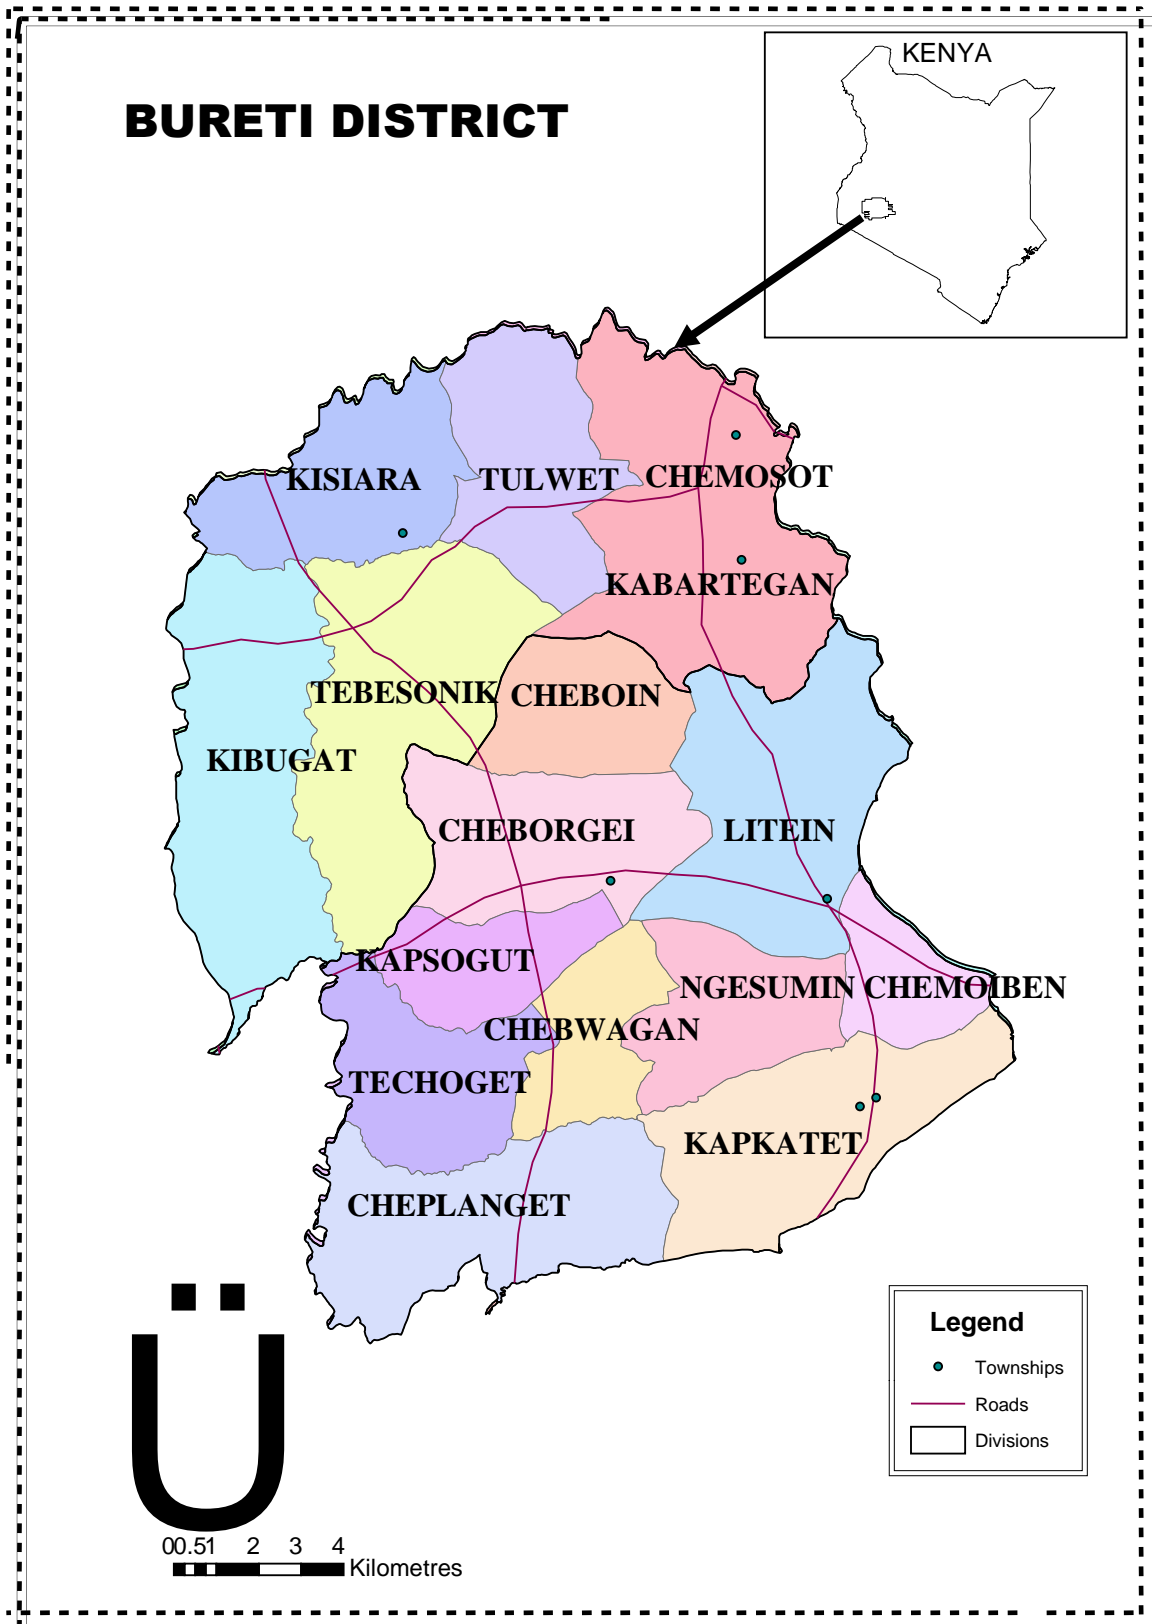 KENYA
BURETI DISTRICT
KISIARA
TULWET
CHEMOSOT
KABARTEGAN
TEBESONIK
CHEBOIN
KIBUGAT
CHEBORGEI
LITEIN
KAPSOGUT
NGESUMIN
CHEMOIBEN
CHEBWAGAN
TECHOGET
KAPKATET
CHEPLANGET
Ü
Legend
Townships
Roads
Divisions
00.51 2 3 4
Kilometres